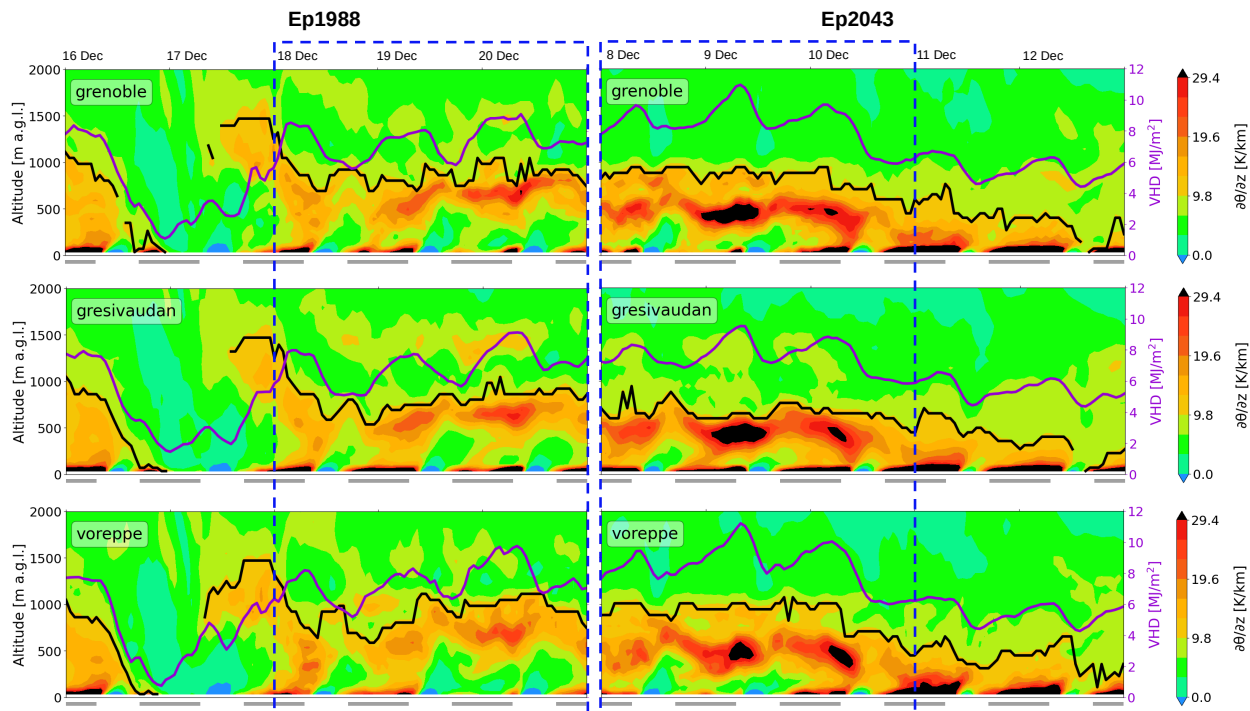 Ep1988 Ep2043
16 Dec 17 Dec 18 Dec 19 Dec 20 Dec 8 Dec 9 Dec 10 Dec 11 Dec 12 Dec
Altitude [m a.g.l.]
2000
1500
1000
500
0
grenoble
grenoble
12
10
8
6
4
2
0
VHD [MJ/m²]
29.4
19.6
9.8
0.0
∂θ/∂z [K/km]
Altitude [m a.g.l.]
2000
1500
1000
500
0
gresivaudan
gresivaudan
12
10
8
6
4
2
0
VHD [MJ/m²]
29.4
19.6
9.8
0.0
∂θ/∂z [K/km]
Altitude [m a.g.l.]
2000
1500
1000
500
0
voreppe
voreppe
12
10
8
6
4
2
0
VHD [MJ/m²]
29.4
19.6
9.8
0.0
∂θ/∂z [K/km]